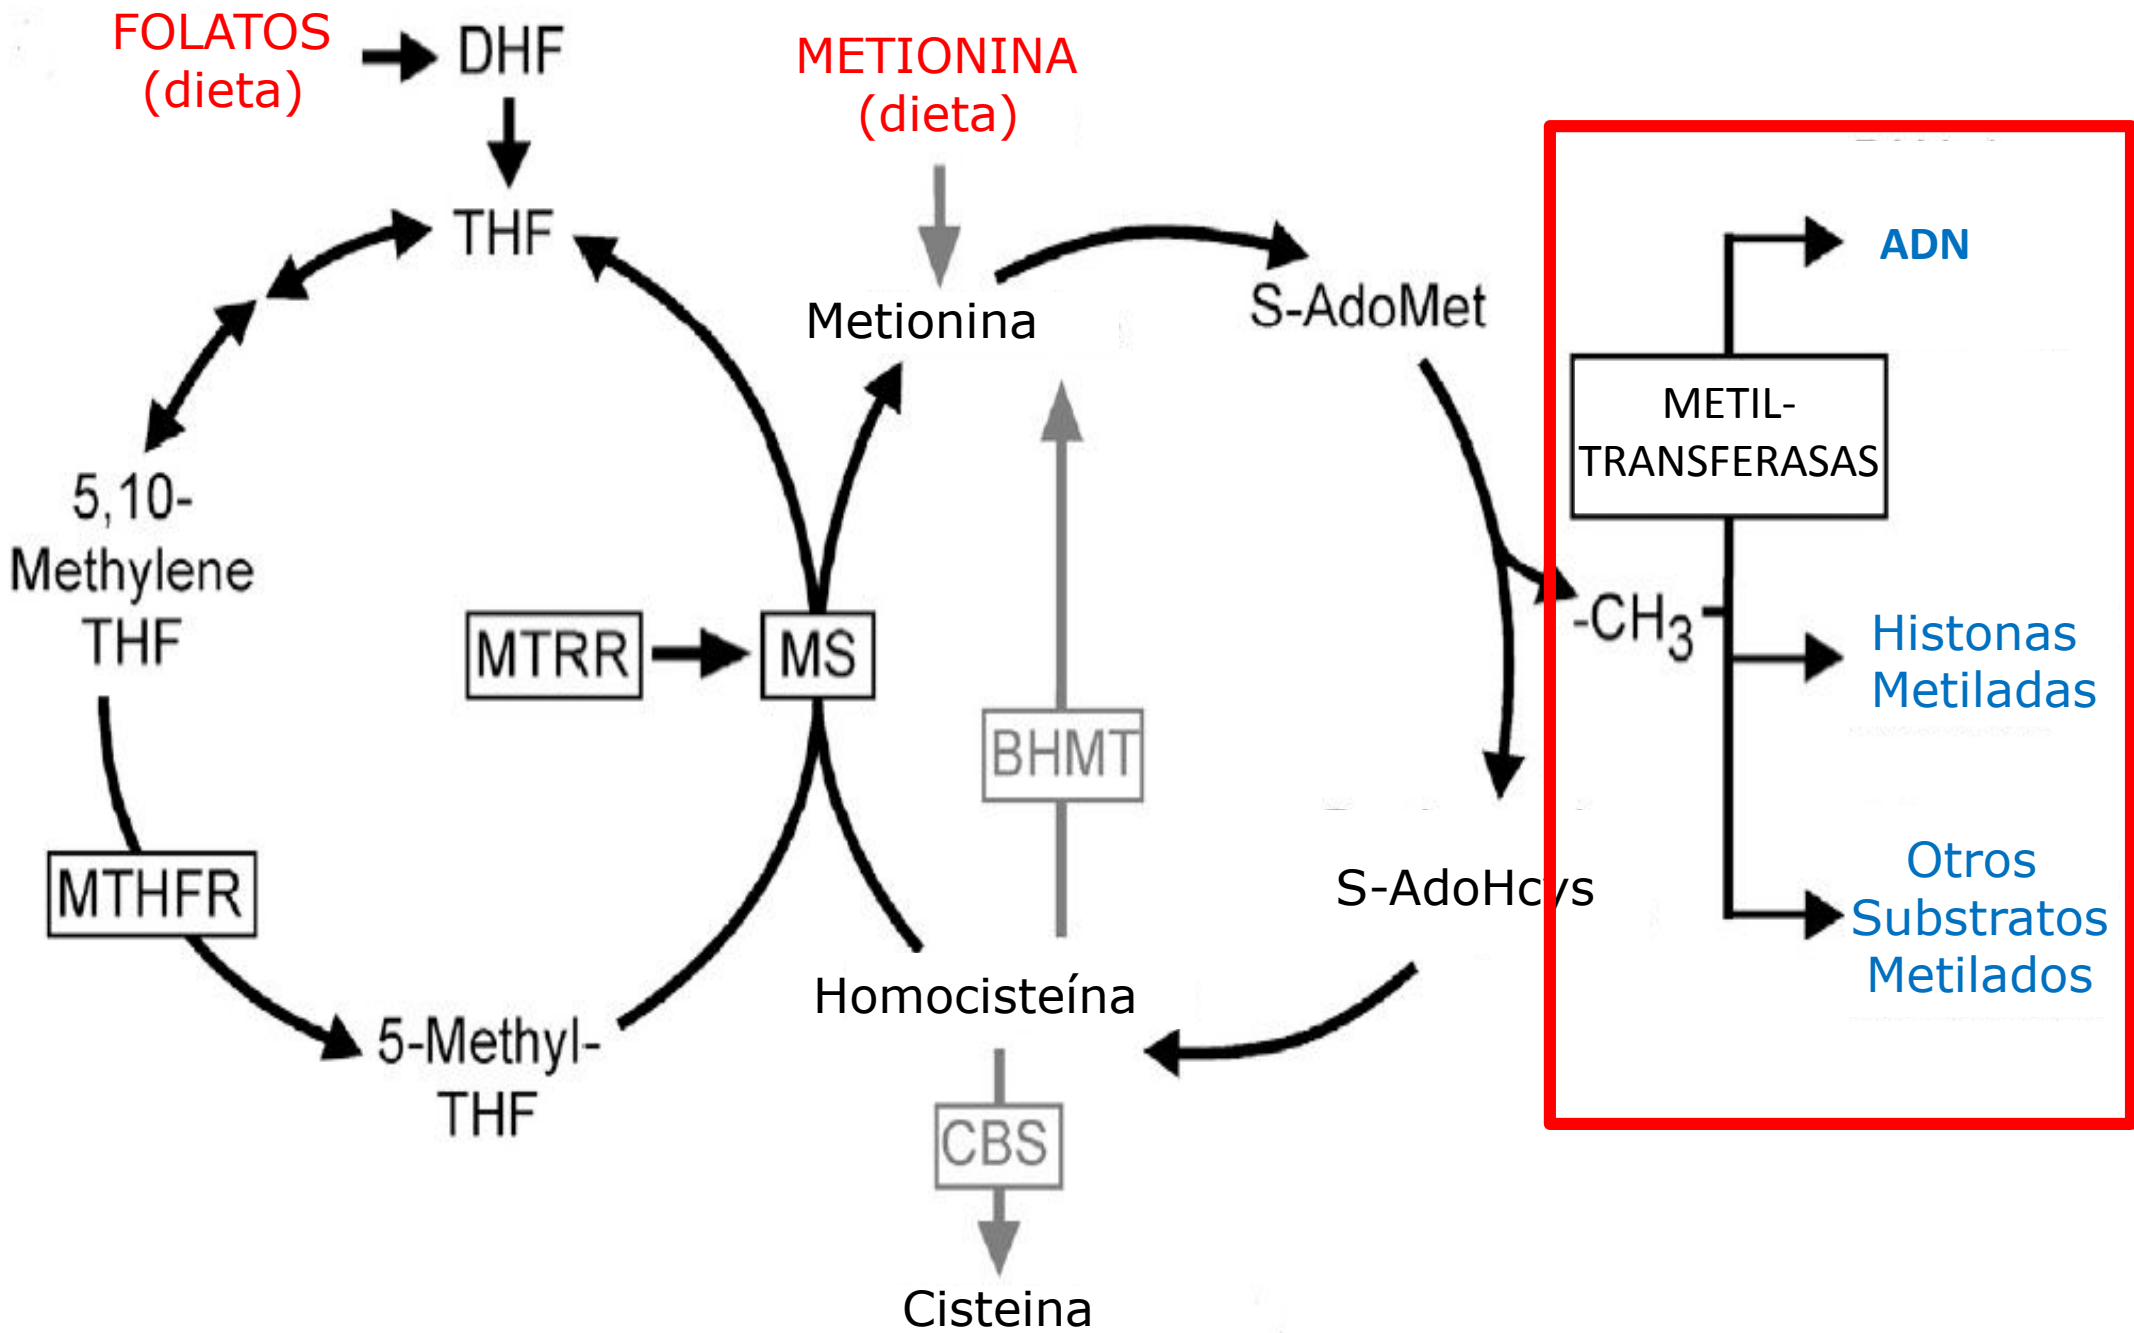 FOLATOS
(dieta)
DHF
METIONINA
(dieta)
THF
ADN
Metionina
S-AdoMet
METIL-
TRANSFERASAS
5,10-
Methylene
THF
MTRR
MS
-CH3
Histonas
Metiladas
BHMT
MTHFR
S-AdoHcys
Otros
Substratos
Metilados
Homocisteína
5-Methyl-
THF
CBS
Cisteina